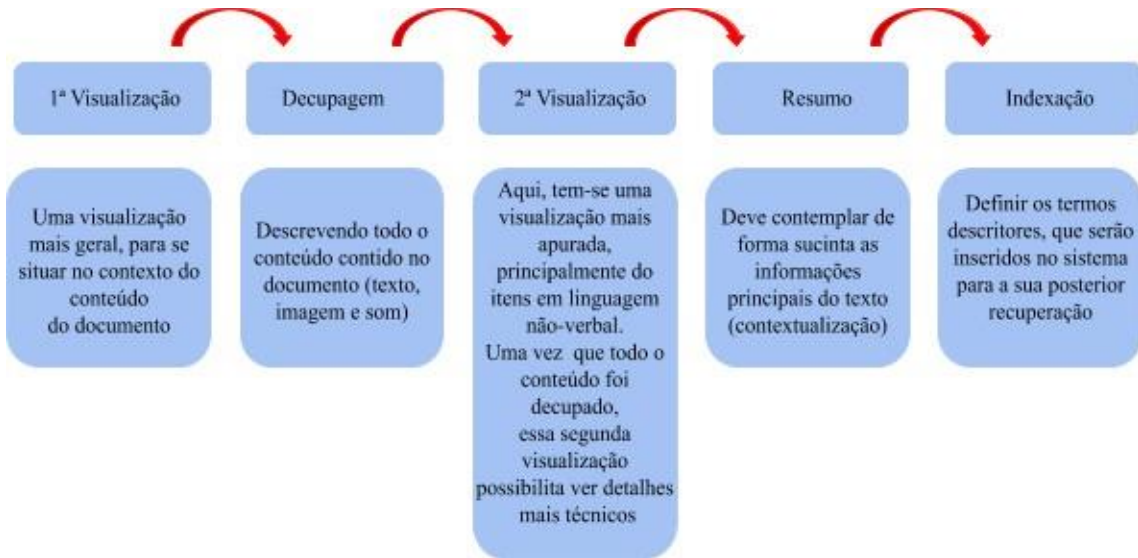 1ª Visualização
Decupagem
2ª Visualização
Resumo
Indexação
Uma visualização
mais geral, para se
situar no contexto do
conteúdo
do documento
Descrevendo todo o
conteúdo contido no
documento (texto,
imagem e som)
Aqui, tem-se uma
visualização mais
apurada,
principalmente do
itens em linguagem
não-verbal.
Uma vez que todo o
conteúdo foi
decupado,
essa segunda
visualização
possibilita ver detalhes
mais técnicos
Deve contemplar de
forma sucinta as
informações
principais do texto
(contextualização)
Definir os termos
descritores, que serão
inseridos no sistema
para a sua posterior
recuperação